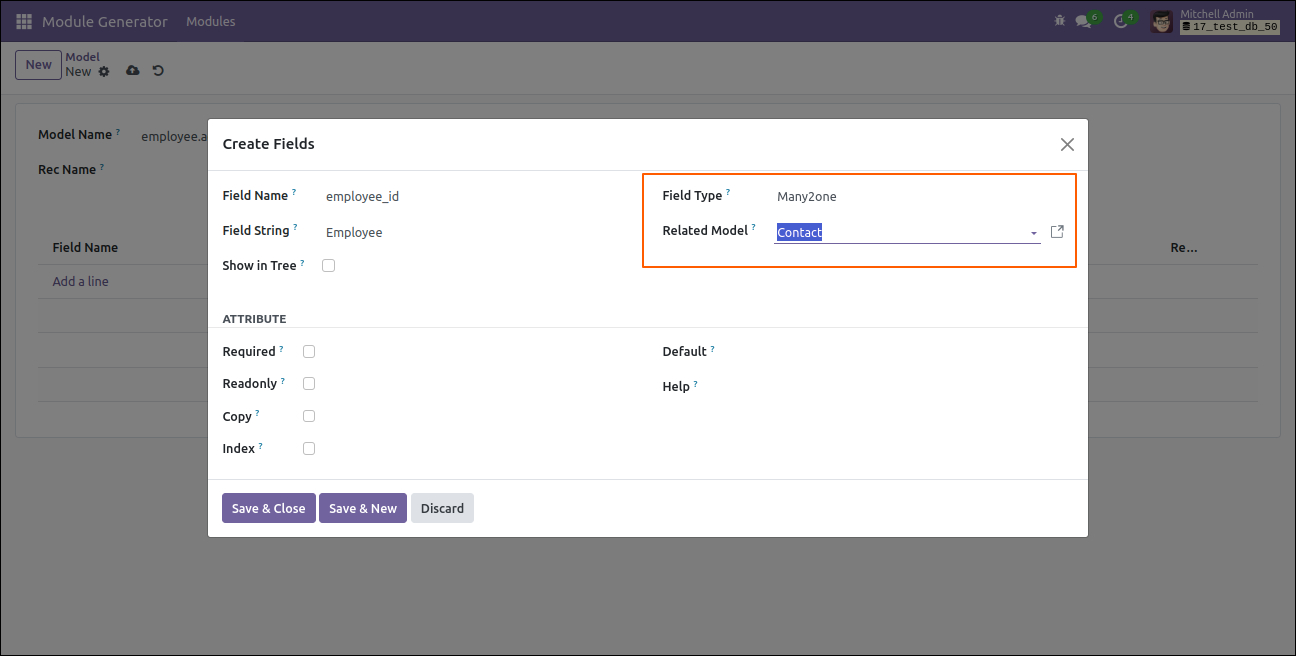 Module Generator Modules 6 4 Mitchell Admin
17_test_db_50
New Model
New
Model Name ? employee.a
Rec Name ?
Field Name Re...
Add a line
Create Fields
Field Name ? employee_id Field Type ? Many2one
Field String ? Employee Related Model ? Contact
Show in Tree ?
ATTRIBUTE
Required ? Default ?
Readonly ? Help ?
Copy ?
Index ?
Save & Close Save & New Discard